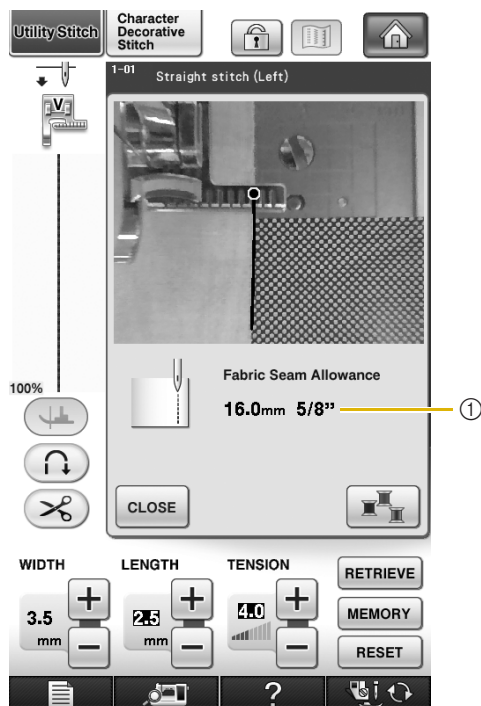 Utility Stitch
Character
Decorative
Stitch
1-01 Straight stitch (Left)
V
100%
Fabric Seam Allowance
16.0mm 5/8"
①
CLOSE
WIDTH
LENGTH
TENSION
RETRIEVE
3.5
mm
+
−
2.5
mm
+
−
4.0
+
−
MEMORY
RESET
?